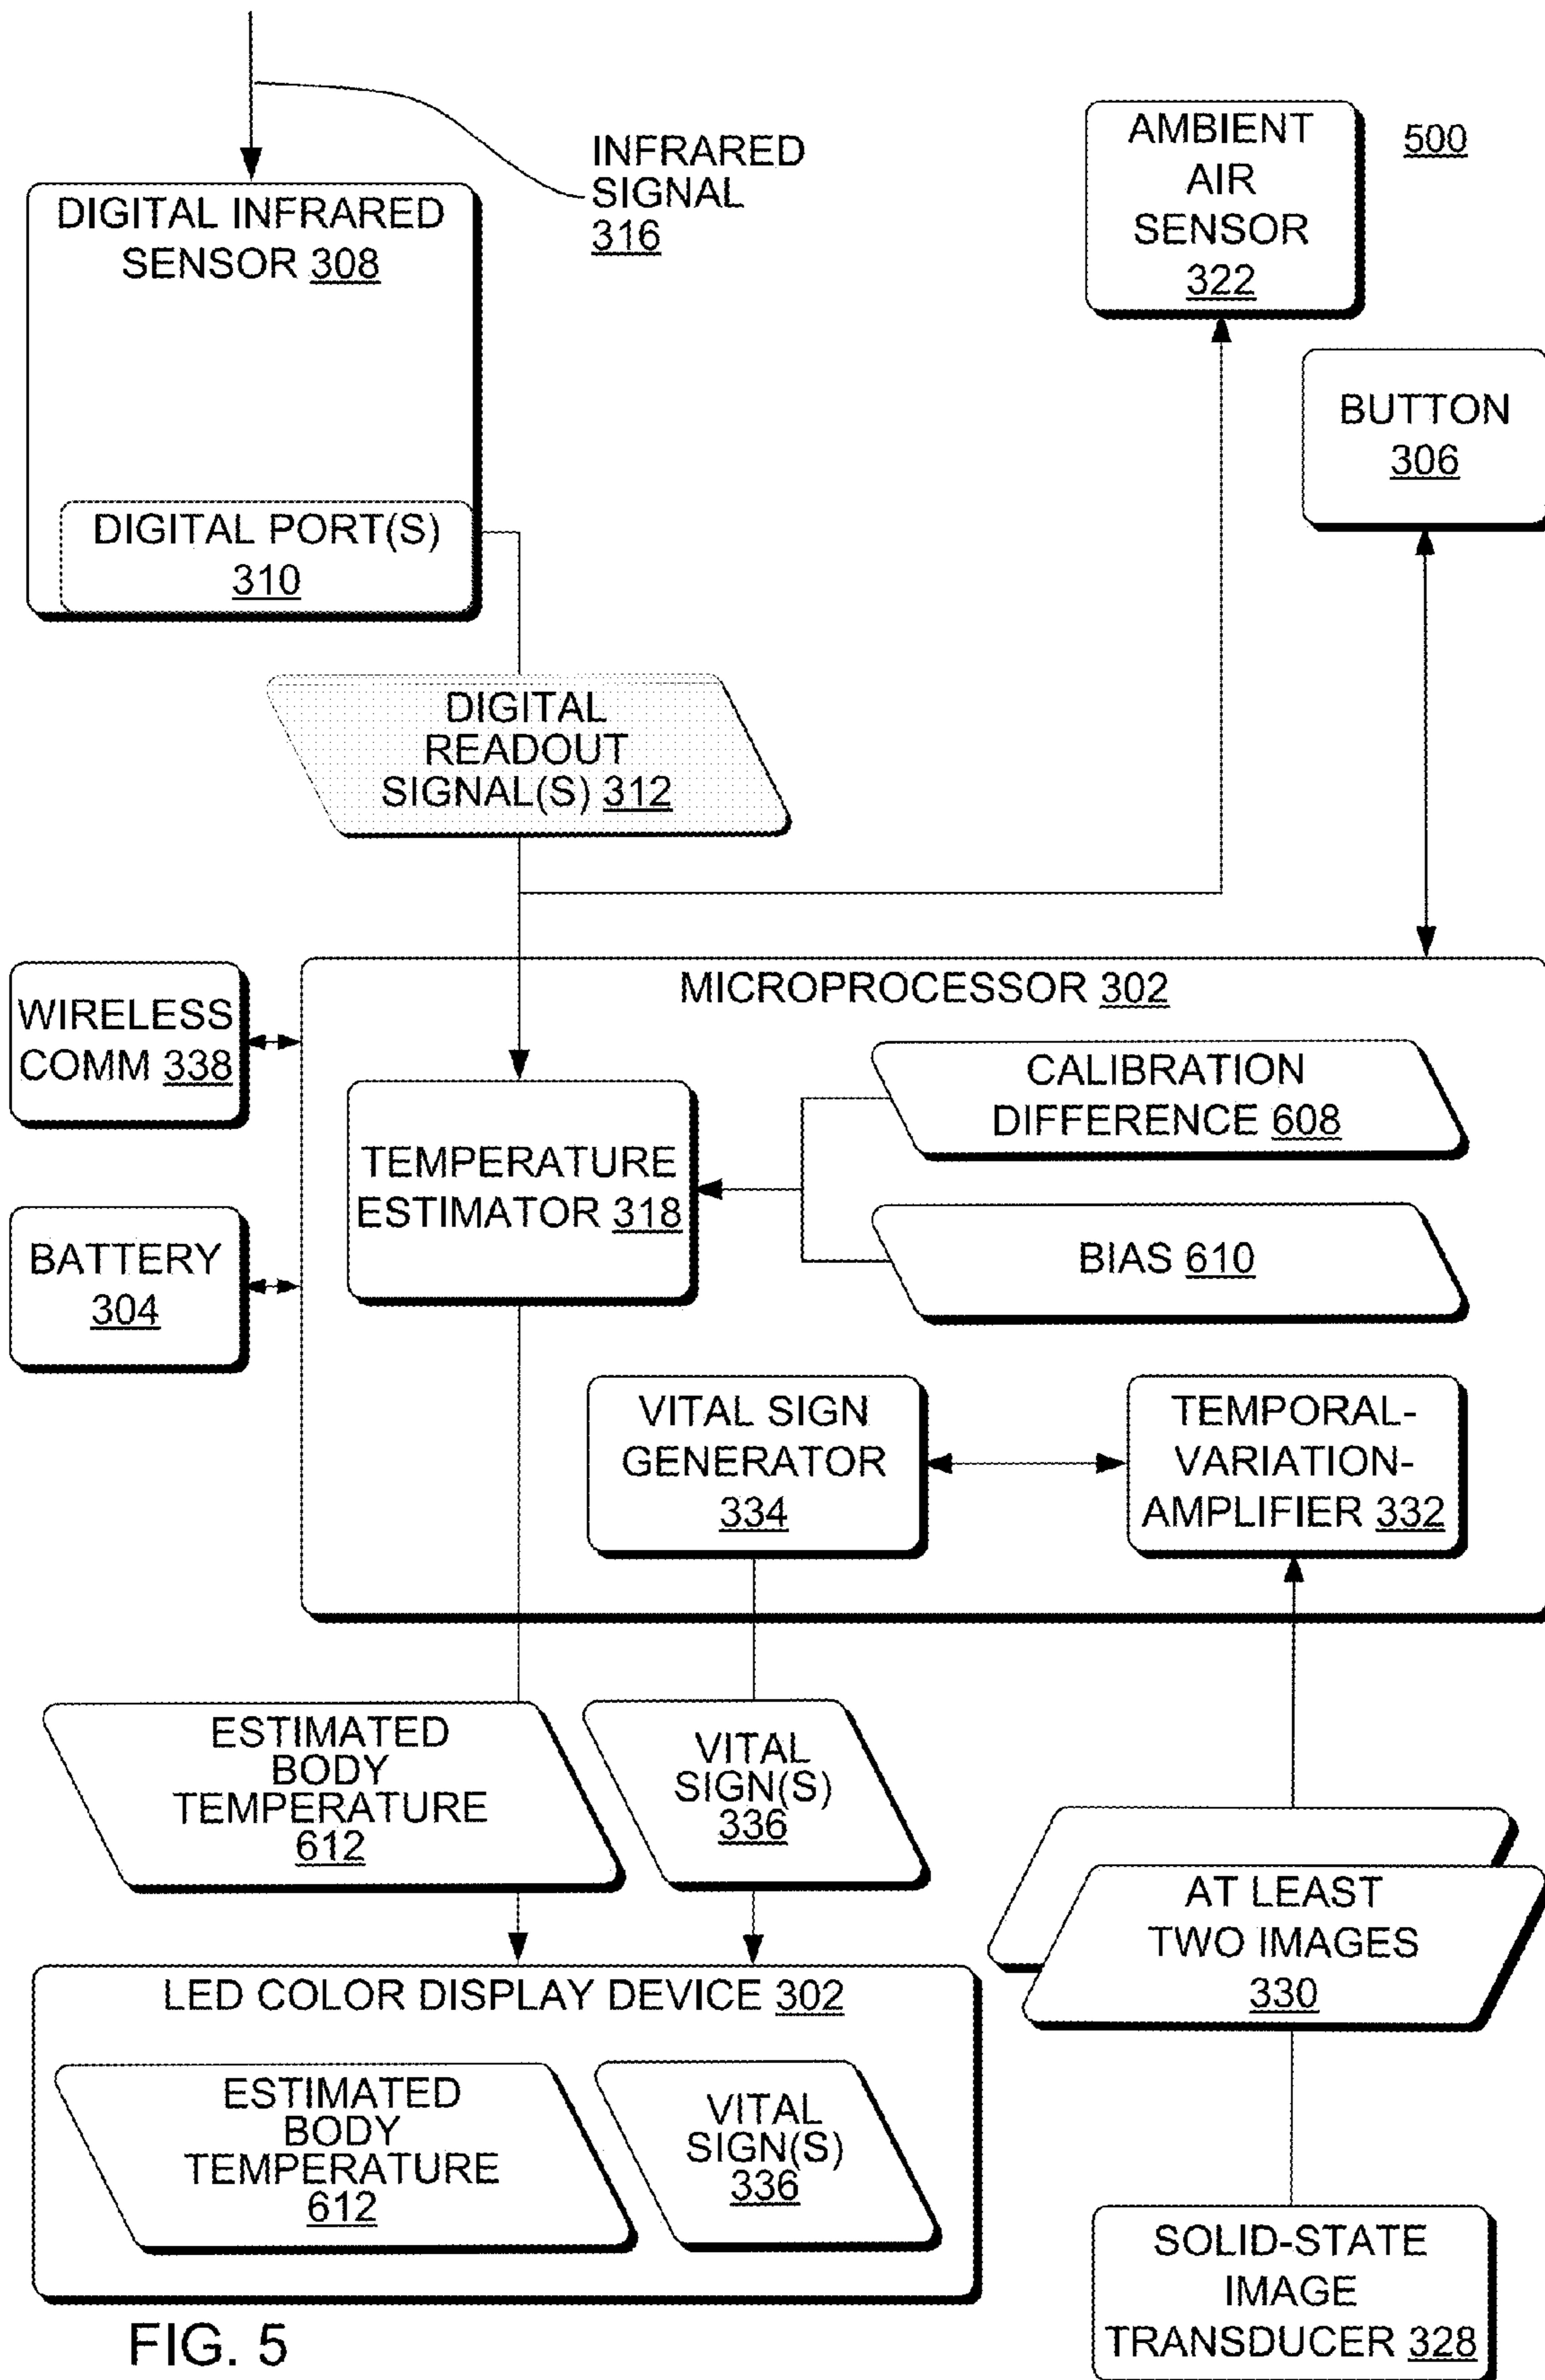 INFRARED
SIGNAL
316
AMBIENT
AIR
SENSOR
322
500
DIGITAL INFRARED
SENSOR 308
BUTTON
306
DIGITAL PORT(S)
310
DIGITAL
READOUT
SIGNAL(S) 312
MICROPROCESSOR 302
WIRELESS
COMM 338
CALIBRATION
DIFFERENCE 608
TEMPERATURE
ESTIMATOR 318
BATTERY
304
BIAS 610
VITAL SIGN
GENERATOR
334
TEMPORAL-
VARIATION-
AMPLIFIER 332
ESTIMATED
BODY
TEMPERATURE
612
VITAL
SIGN(S)
336
AT LEAST
TWO IMAGES
330
LED COLOR DISPLAY DEVICE 302
ESTIMATED
BODY
TEMPERATURE
612
VITAL
SIGN(S)
336
SOLID-STATE
IMAGE
TRANSDUCER 328
FIG. 5